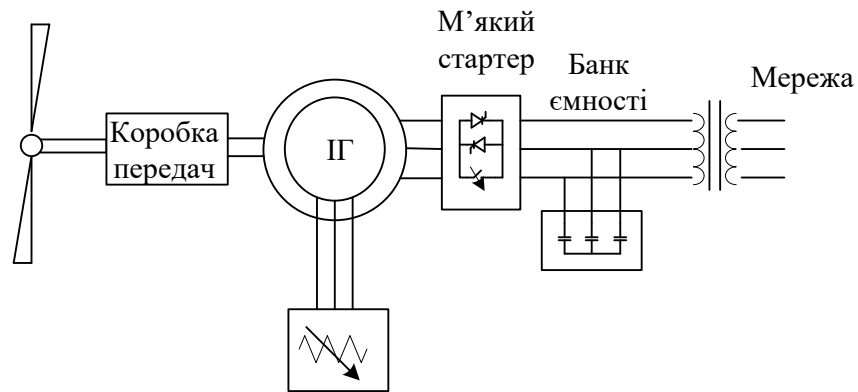 М’який
стартер
Банк
ємності
Мережа
Коробка
передач
ІГ